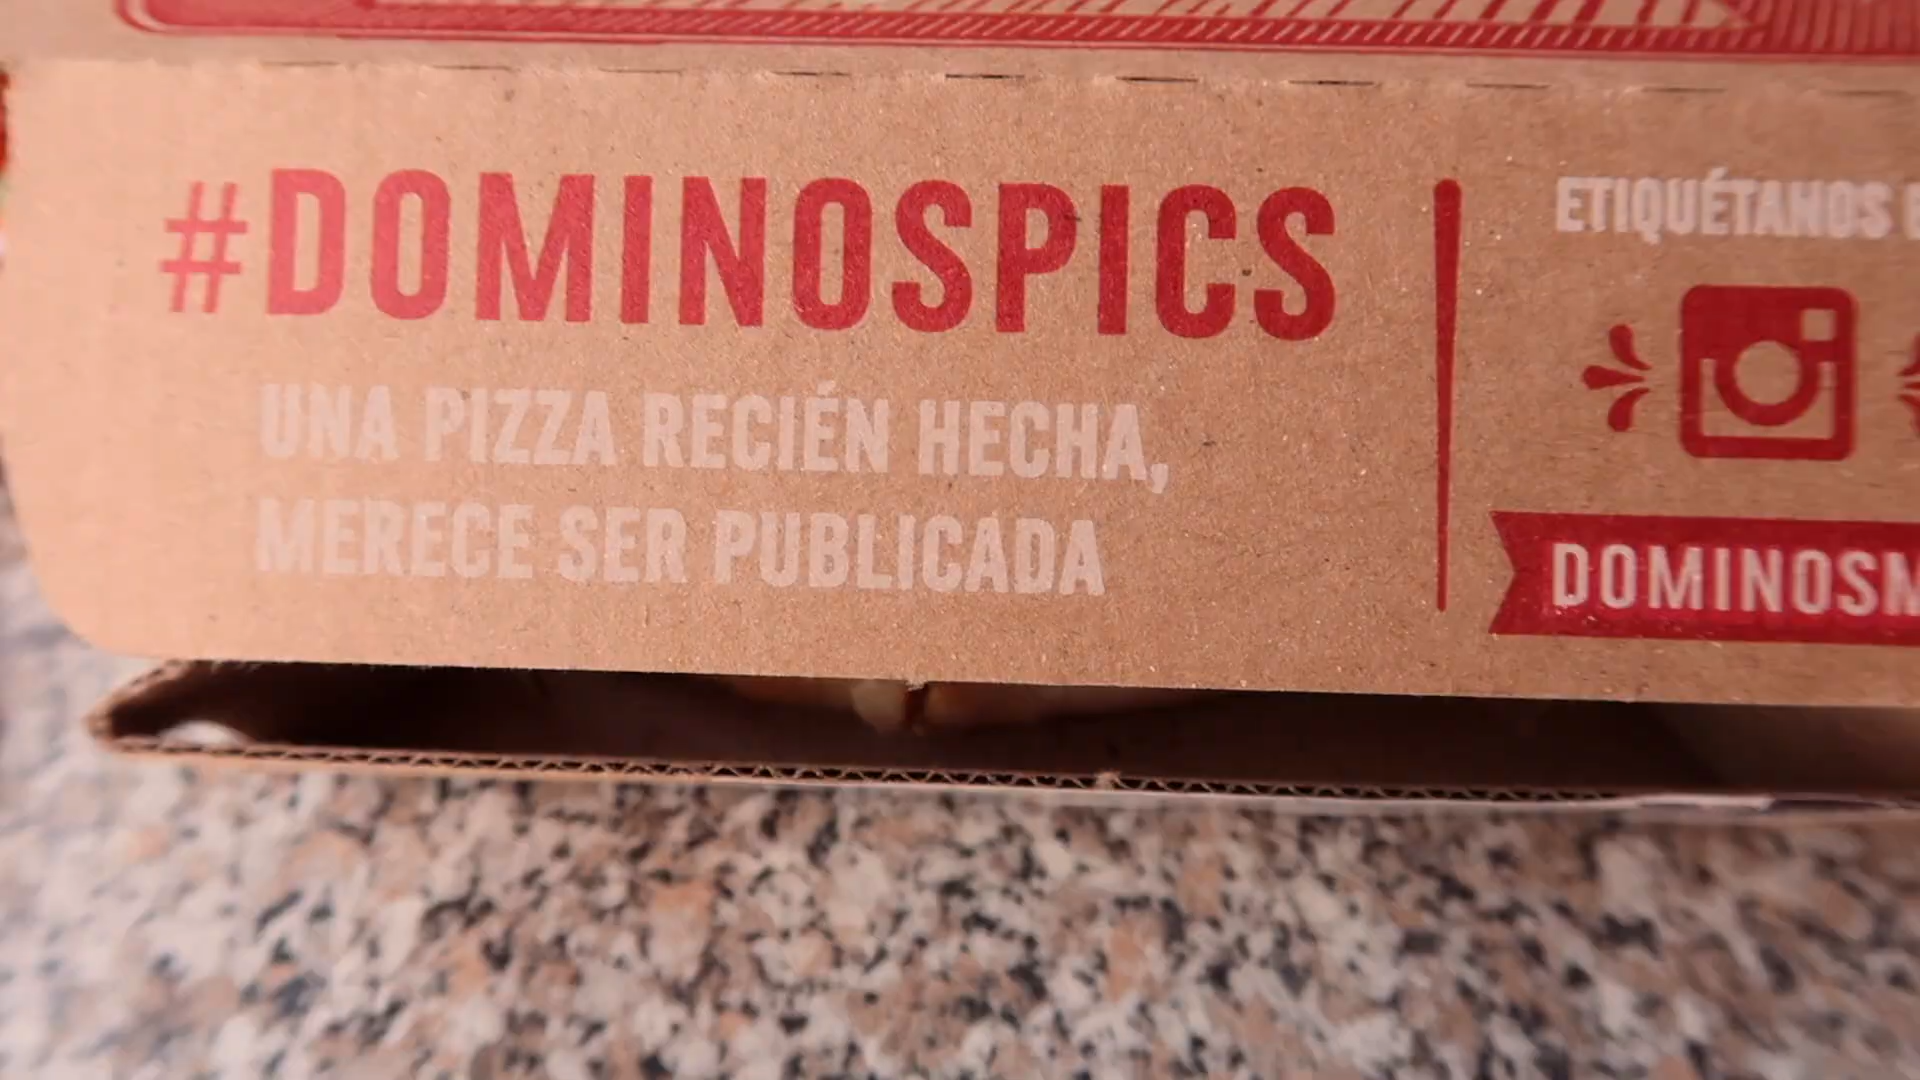 #DOMINOSPICS
UNA PIZZA RECIÉN HECHA,
MERECE SER PUBLICADA
ETIQUÉTANOS
DOMINOSM